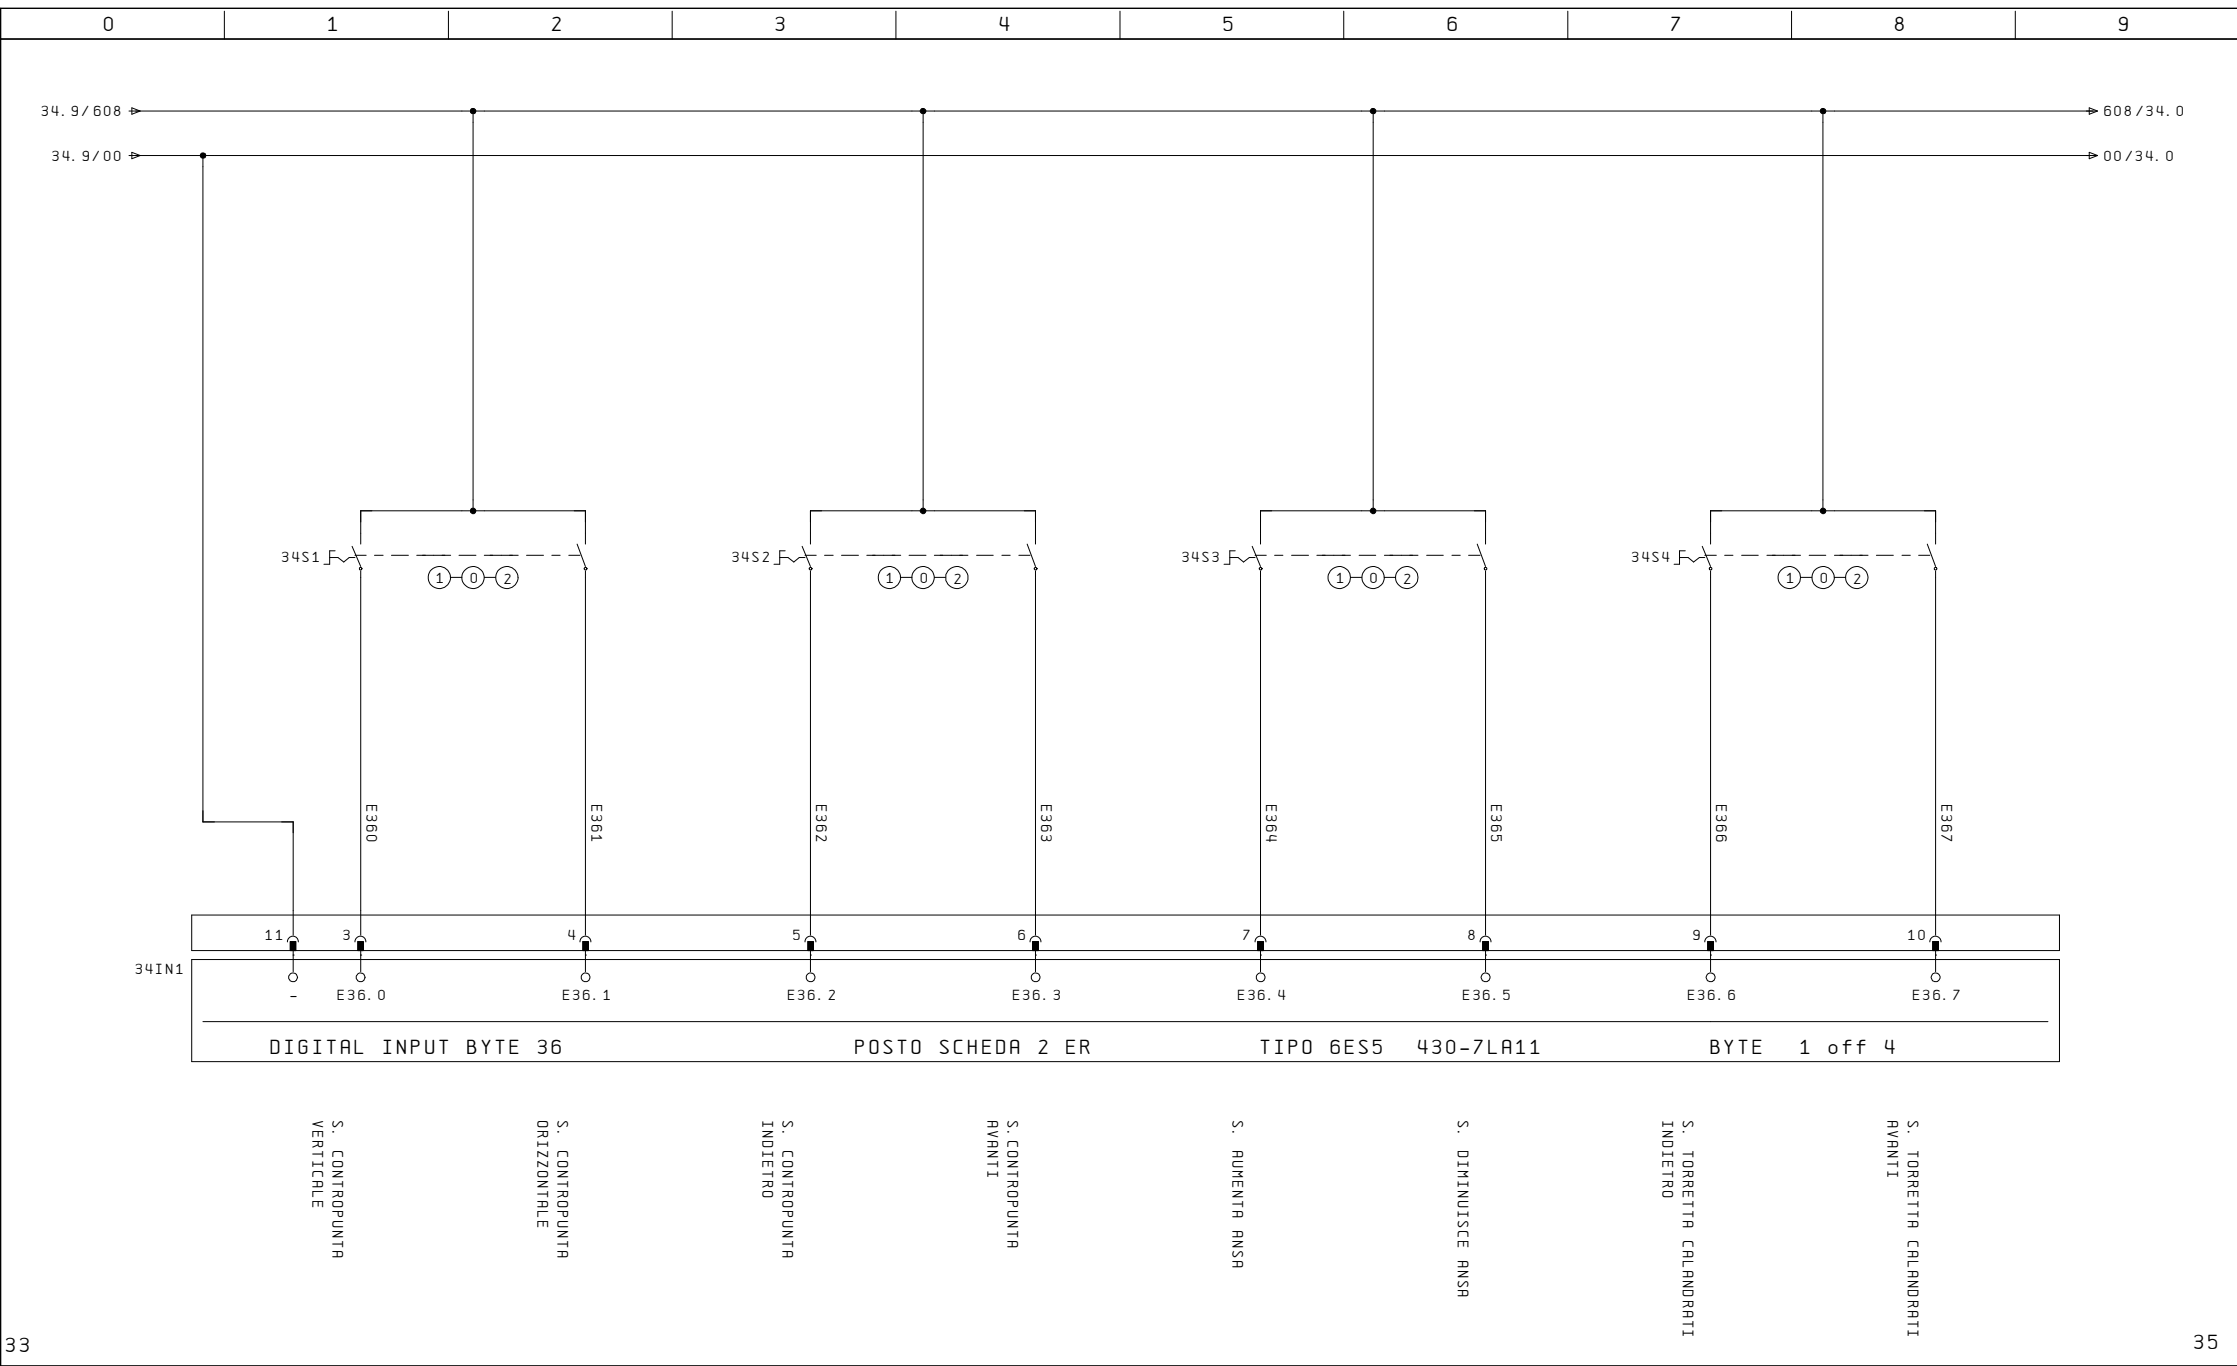 0 1 2 3 4 5 6 7 8 9
34.9/608 608/34.0
34.9/00 00/34.0
34S1 34S2 34S3 34S4
1 0 2 1 0 2 1 0 2 1 0 2
E360 E361 E362 E363 E364 E365 E366 E367
11 3 4 5 6 7 8 9 10
34IN1
- E36.0 E36.1 E36.2 E36.3 E36.4 E36.5 E36.6 E36.7
DIGITAL INPUT BYTE 36 POSTO SCHEDA 2 ER TIPO 6ES5 430-7LA11 BYTE 1 off 4
S. CONTROPUNTA
VERTICALE
S. CONTROPUNTA
ORIZZONTALE
S. CONTROPUNTA
INDIETRO
S.CONTROPUNTA
AVANTI
S. AUMENTA ANSA
S. DIMINUISCE ANSA
S. TORRETTA CALANDRATI
INDIETRO
S. TORRETTA CALANDRATI
AVANTI
33 35